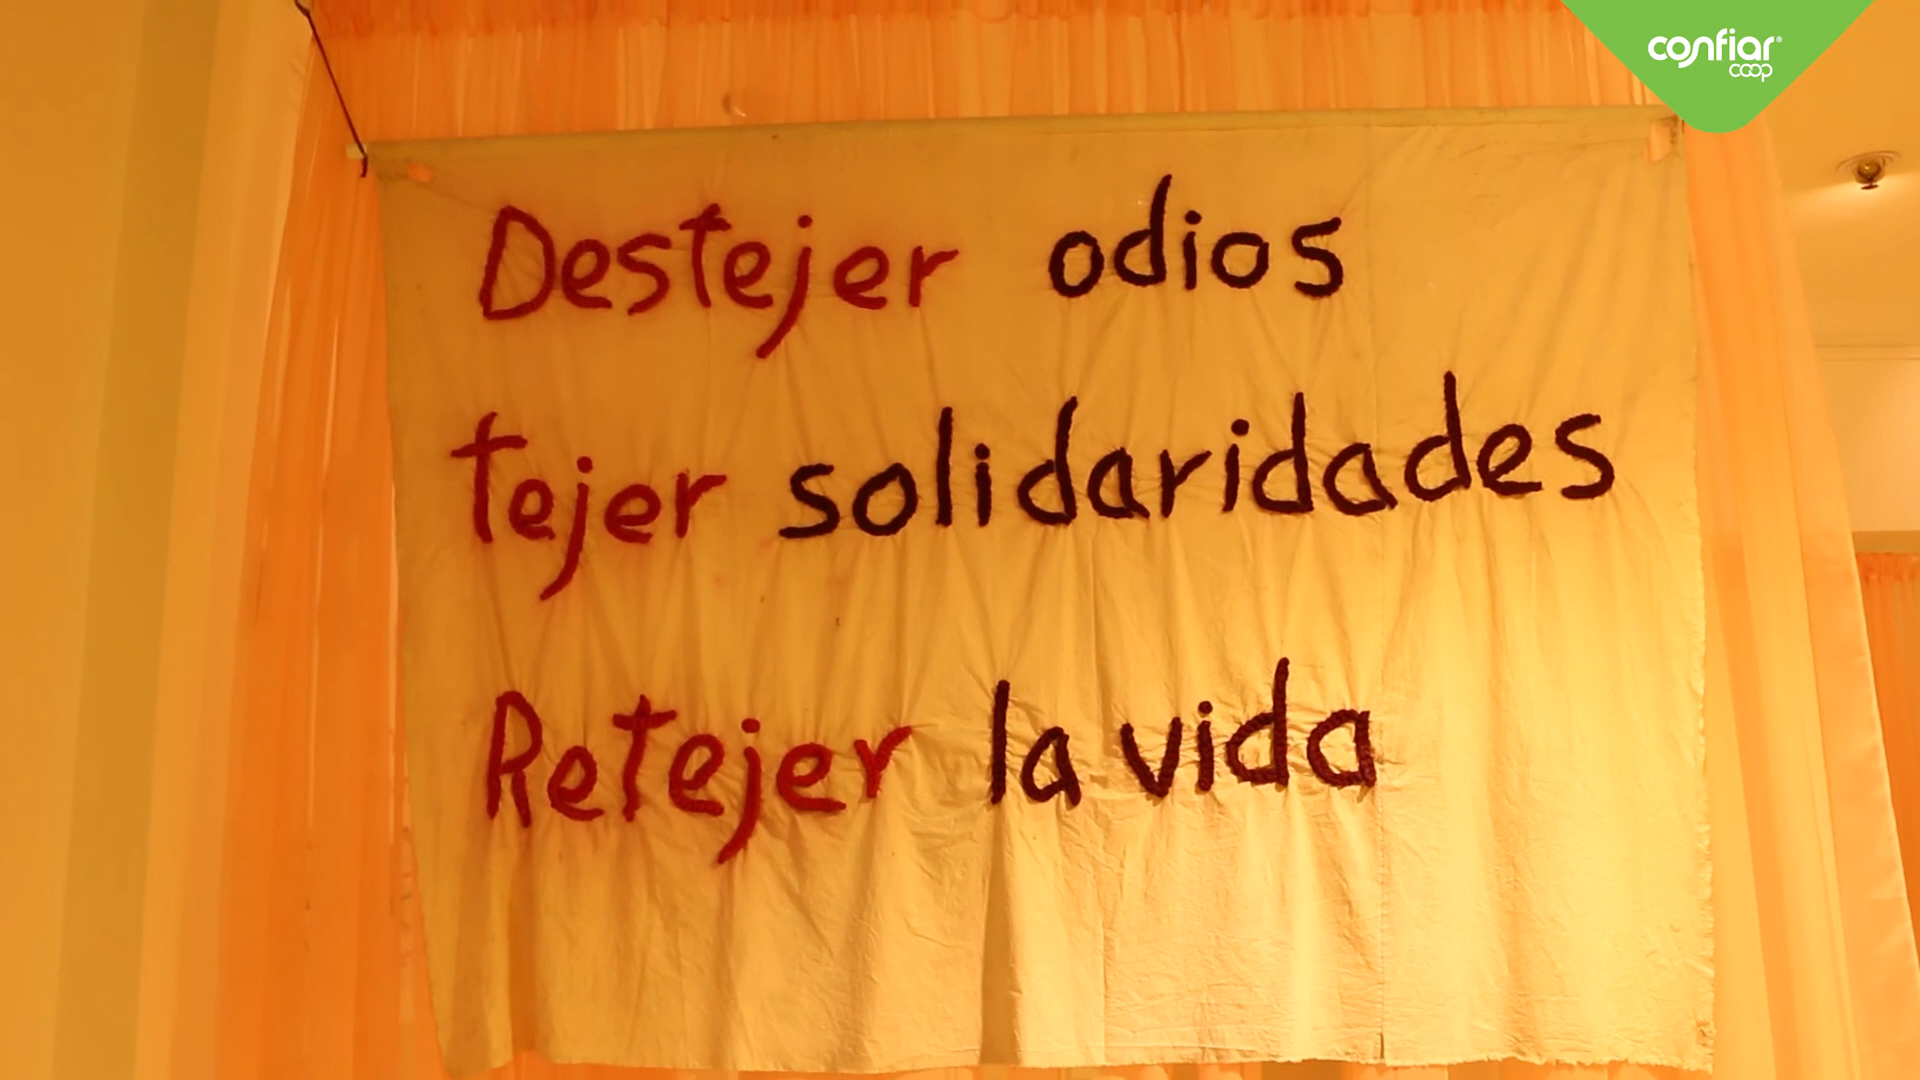 confiar
coop
Destejer odios
tejer solidaridades
Retejer la vida